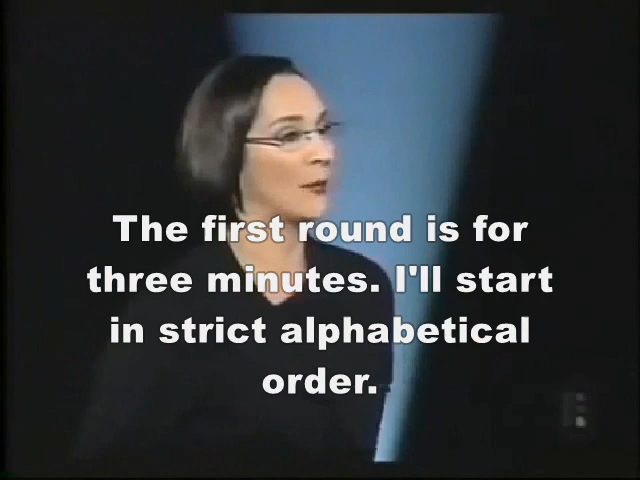 The first round is for
three minutes. I'll start
in strict alphabetical
order.